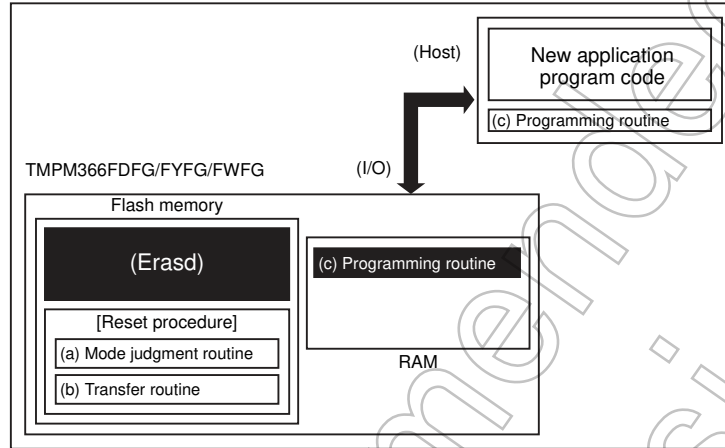 (Host)
New application
program code
(c) Programming routine
TMPM366FDFG/FYFG/FWFG
(I/O)
Flash memory
(Erasd)
(c) Programming routine
[Reset procedure]
(a) Mode judgment routine
(b) Transfer routine
RAM